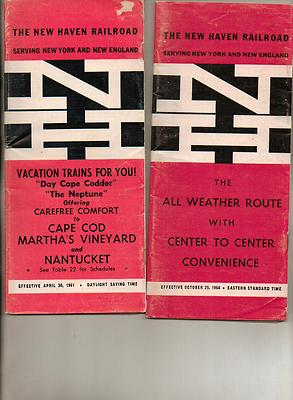 THE NEW HAVEN RAILROAD
SERVING NEW YORK AND NEW ENGLAND
NH
VACATION TRAINS FOR YOU!
"Day Cape Codder"
"The Neptune"
Offering
CAREFREE COMFORT
to
CAPE COD
MARTHA'S VINEYARD
and
NANTUCKET
• See Table 22 for Schedules •
EFFECTIVE APRIL 30, 1961 • DAYLIGHT SAVING TIME
THE NEW HAVEN RAILROAD
SERVING NEW YORK AND NEW ENGLAND
NH
THE
ALL WEATHER ROUTE
WITH
CENTER TO CENTER
CONVENIENCE
EFFECTIVE OCTOBER 25, 1964 • EASTERN STANDARD TIME